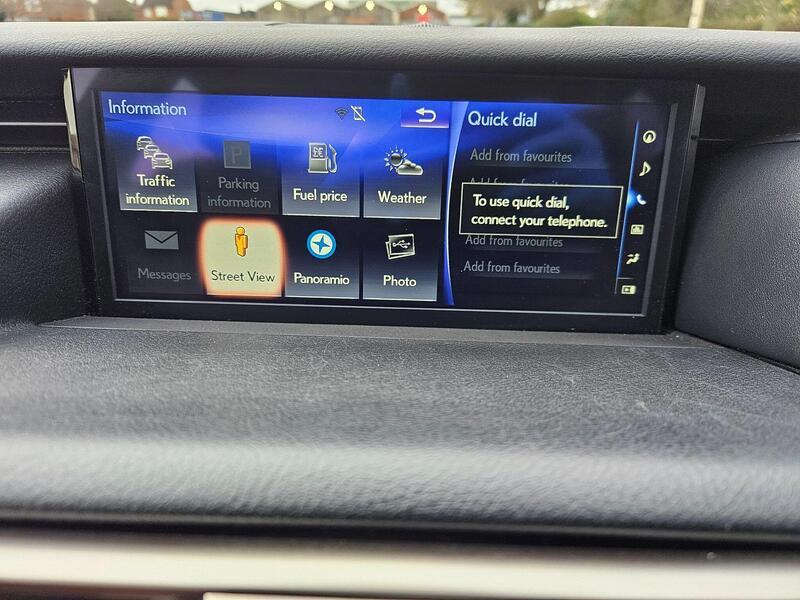 Information
Traffic
information
Parking
information
Fuel price
Weather
Messages
Street View
Panoramio
Photo
Quick dial
Add from favourites
To use quick dial,
connect your telephone.
Add from favourites
Add from favourites